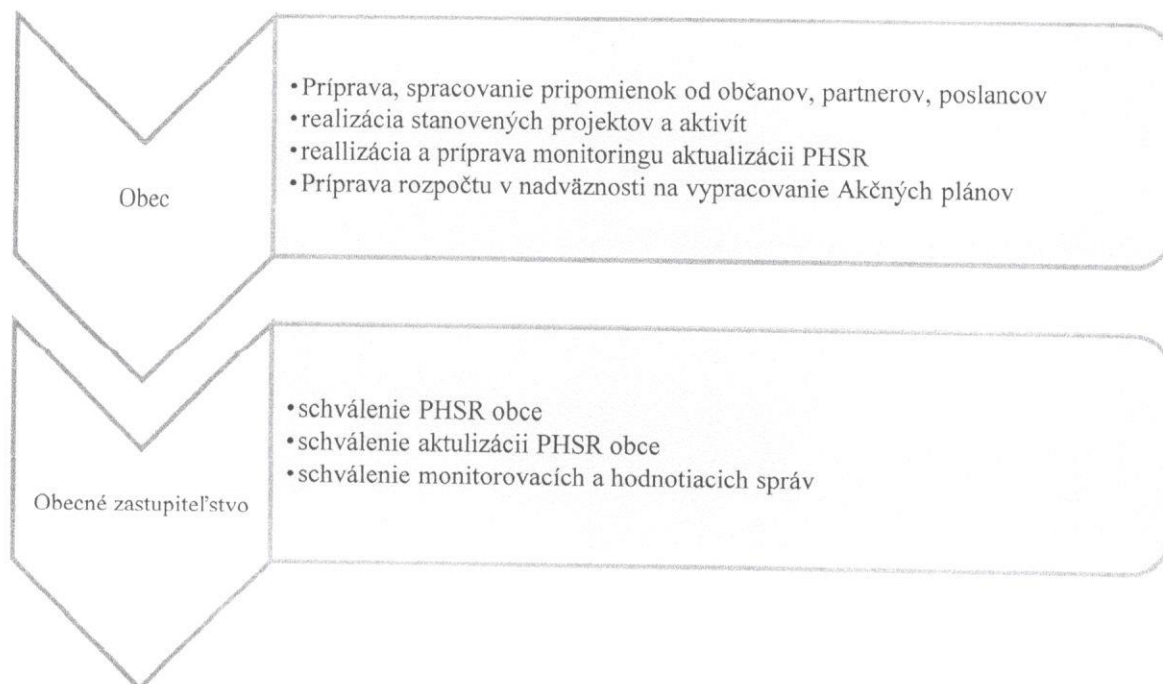 Obec
•Príprava, spracovanie pripomienok od občanov, partnerov, poslancov
•realizácia stanovených projektov a aktivít
•reallizácia a príprava monitoringu aktualizácii PHSR
•Príprava rozpočtu v nadväznosti na vypracovanie Akčných plánov
Obecné zastupiteľstvo
•schválenie PHSR obce
•schválenie aktulizácii PHSR obce
•schválenie monitorovacích a hodnotiacich správ